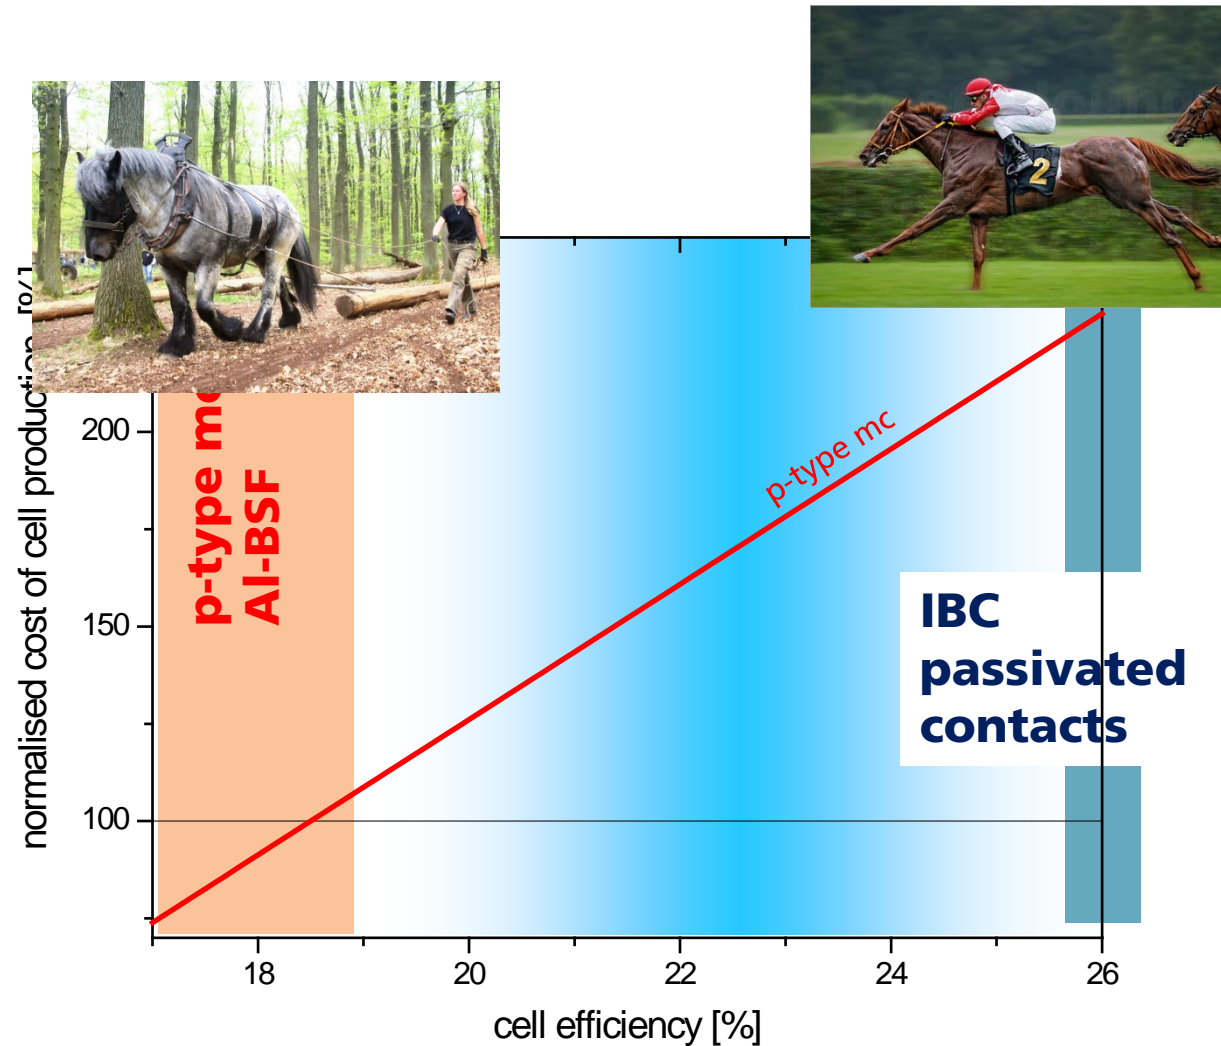 2
normalised cost of cell production [%]
200
150
100
p-type mc
Al-BSF
p-type mc
IBC
passivated
contacts
18
20
22
24
26
cell efficiency [%]